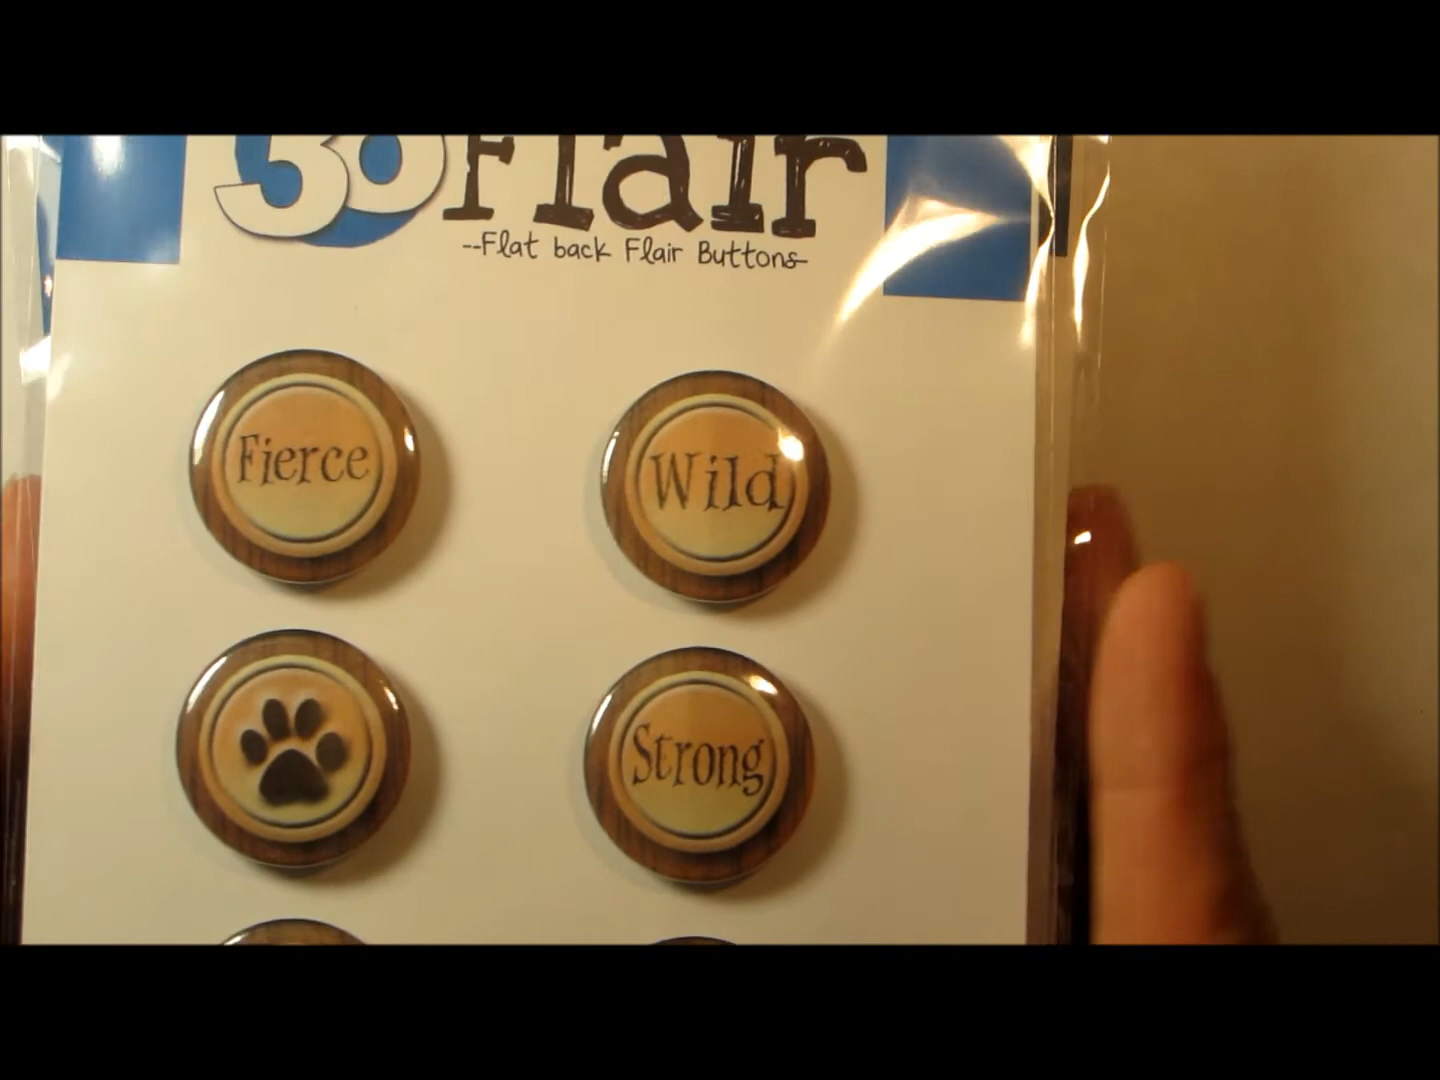 Flair
--Flat back Flair Buttons--
Fierce
Wild
Strong